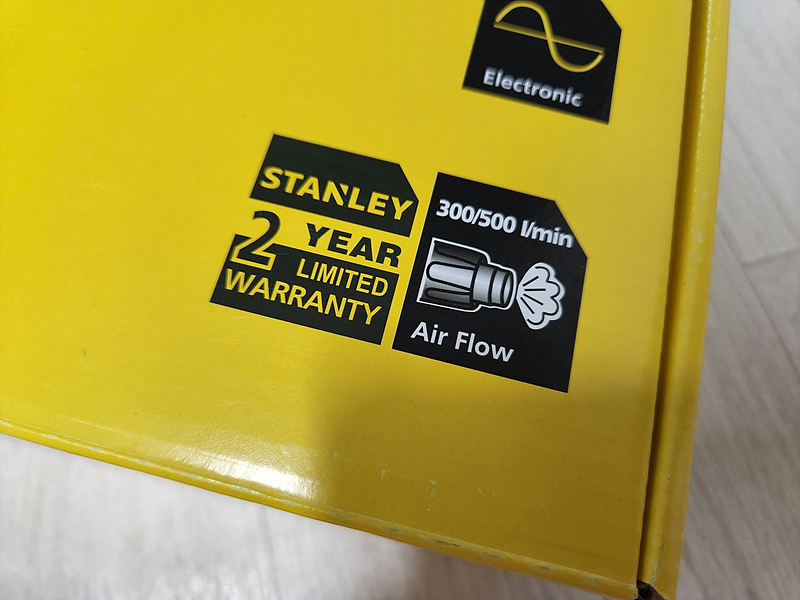 Electronic
STANLEY
2 YEAR
LIMITED
WARRANTY
300/500 l/min
Air Flow